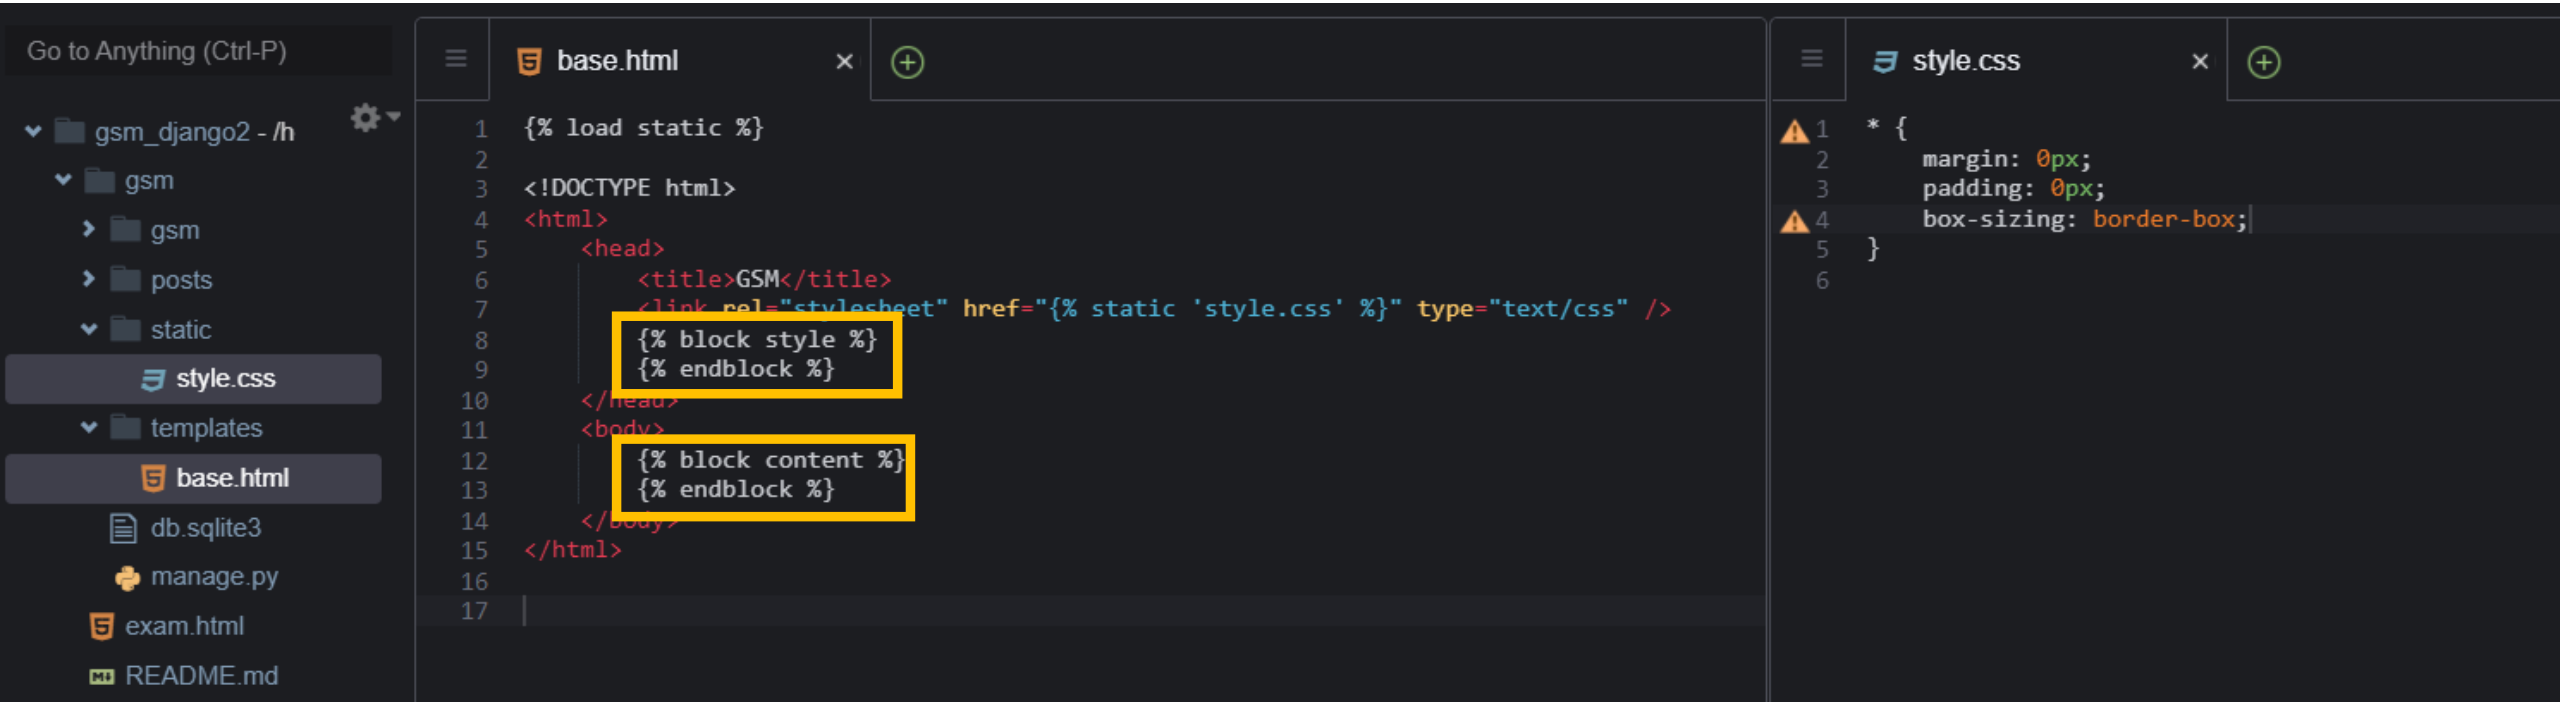 Go to Anything (Ctrl-P)
gsm_django2 - /h
gsm
gsm
posts
static
style.css
templates
base.html
db.sqlite3
manage.py
exam.html
README.md
base.html
1 {% load static %}
2
3 <!DOCTYPE html>
4 <html>
5 <head>
6 <title>GSM</title>
7 <link rel="stylesheet" href="{% static 'style.css' %}" type="text/css" />
8 {% block style %}
9 {% endblock %}
10 </head>
11 <body>
12 {% block content %}
13 {% endblock %}
14 </body>
15 </html>
16
17
style.css
1 * {
2 margin: 0px;
3 padding: 0px;
4 box-sizing: border-box;
5 }
6